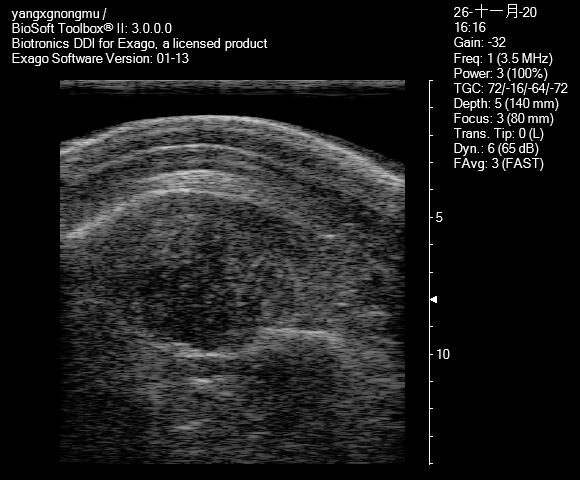 yangxgnongmu /
BioSoft Toolbox® II: 3.0.0.0
Biotronics DDI for Exago, a licensed product
Exago Software Version: 01-13
26-十一月-20
16:16
Gain: -32
Freq: 1 (3.5 MHz)
Power: 3 (100%)
TGC: 72/-16/-64/-72
Depth: 5 (140 mm)
Focus: 3 (80 mm)
Trans. Tip: 0 (L)
Dyn.: 6 (65 dB)
FAvg: 3 (FAST)
5
10